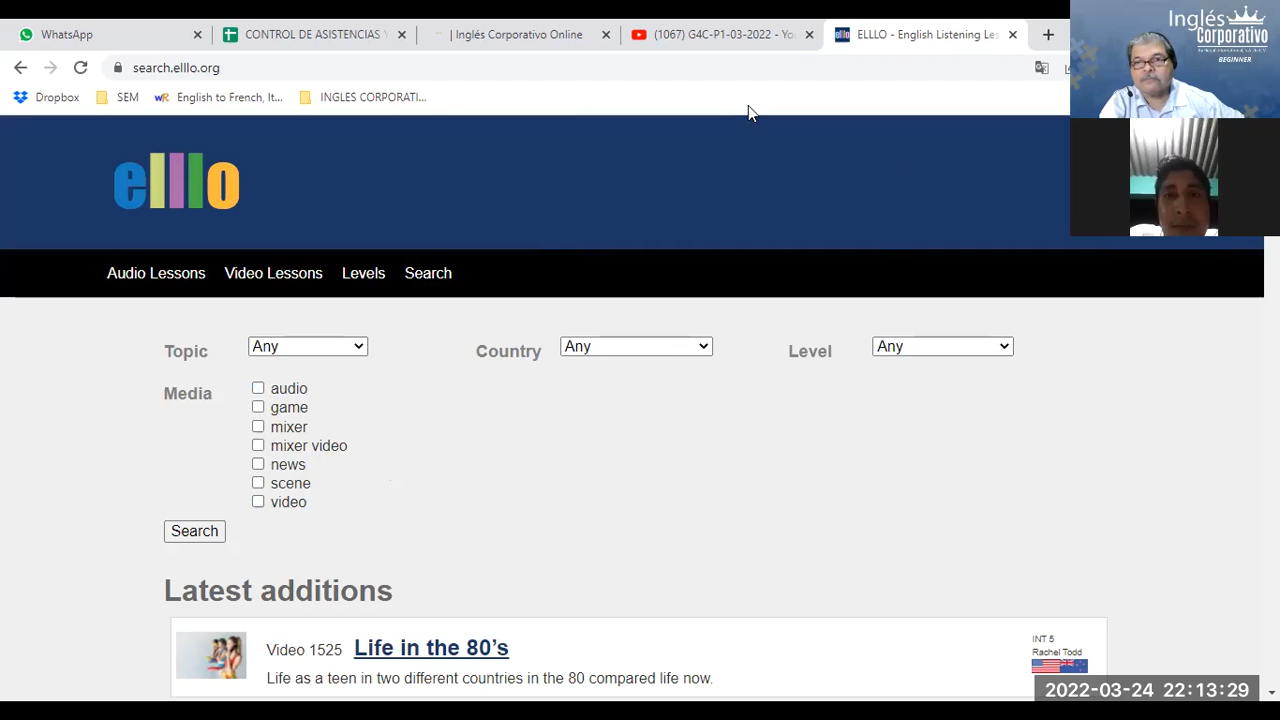 WhatsApp
CONTROL DE ASISTENCIAS Y
| Inglés Corporativo Online
(1067) G4C-P1-03-2022 - Yo
elllo ELLLO - English Listening Les
search.elllo.org
Dropbox
SEM
English to French, It...
INGLES CORPORATI...
Inglés
Corporativo
BEGINNER
elllo
Audio Lessons Video Lessons Levels Search
Topic Any Country Any Level Any
Media
audio
game
mixer
mixer video
news
scene
video
Search
Latest additions
Video 1525 Life in the 80’s
Life as a teen in two different countries in the 80 compared life now.
INT 5
Rachel Todd
2022-03-24 22:13:29